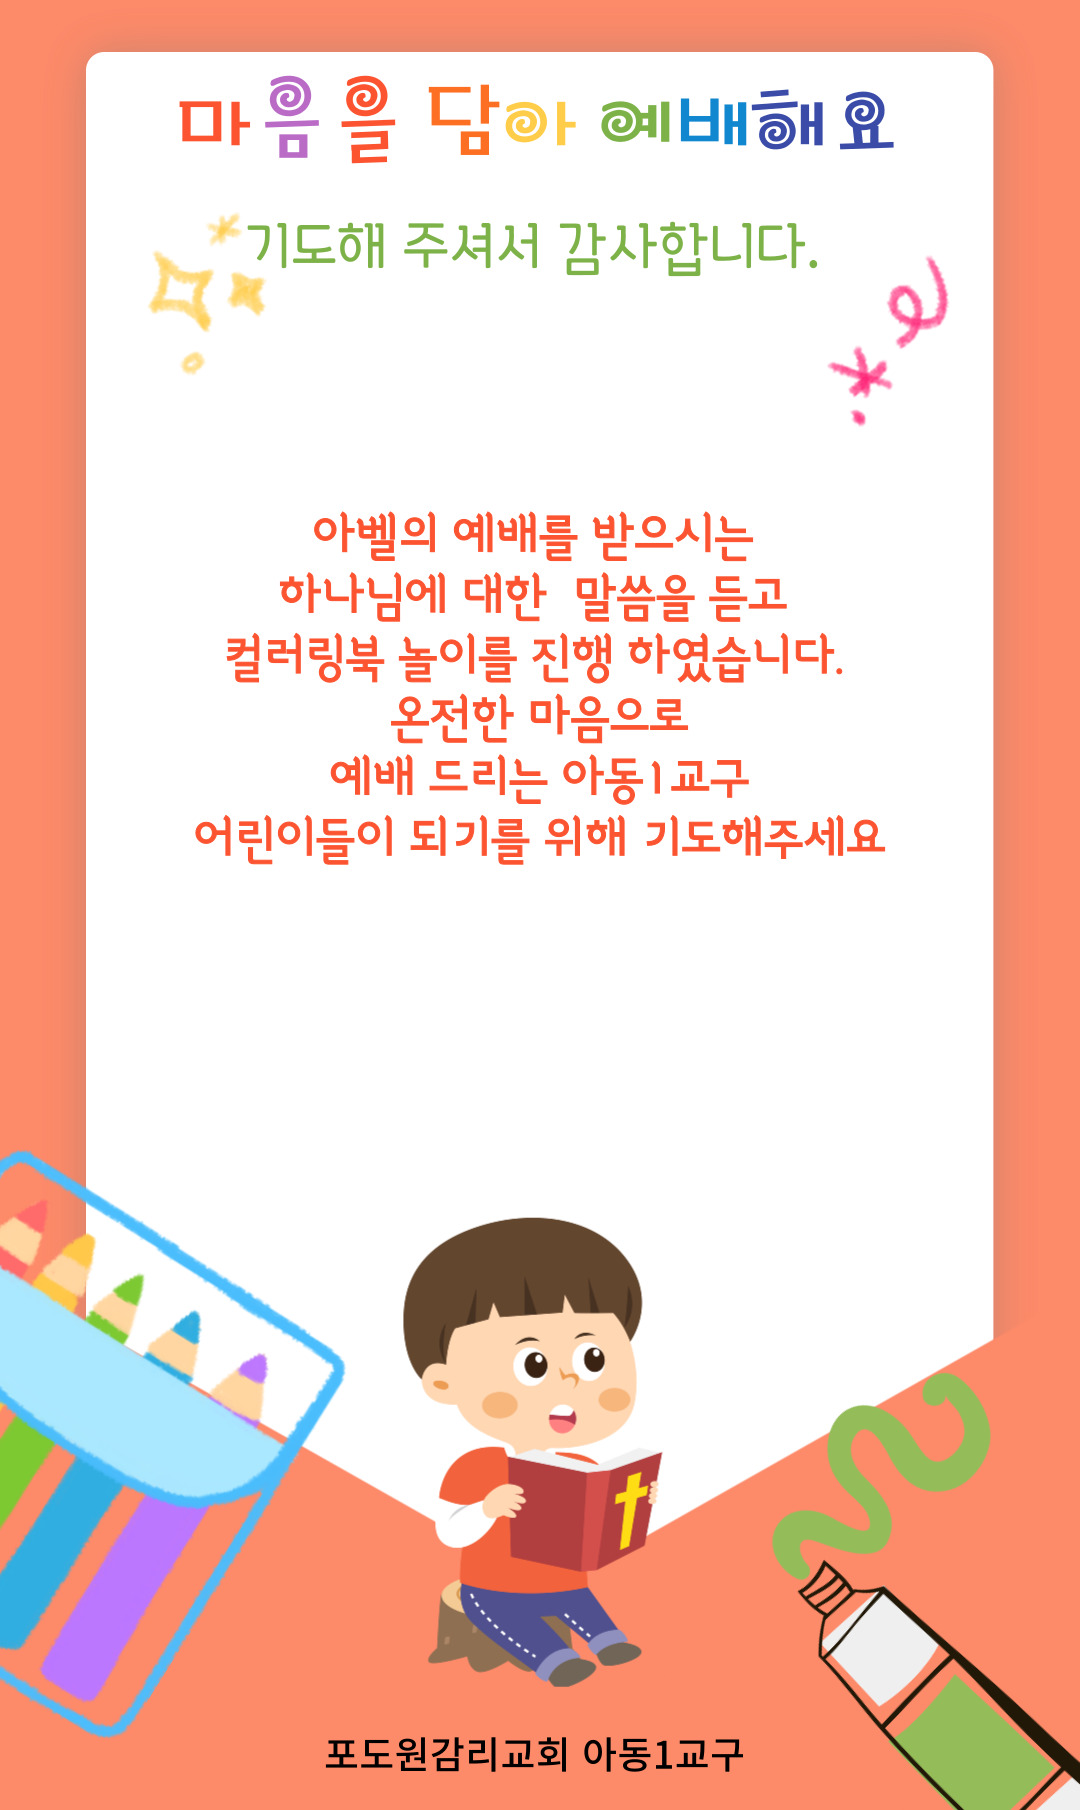 마음을 담아 예배해요
기도해 주셔서 감사합니다.
아벨의 예배를 받으시는
하나님에 대한 말씀을 듣고
컬러링북 놀이를 진행 하였습니다.
온전한 마음으로
예배 드리는 아동1교구
어린이들이 되기를 위해 기도해주세요
포도원감리교회 아동1교구